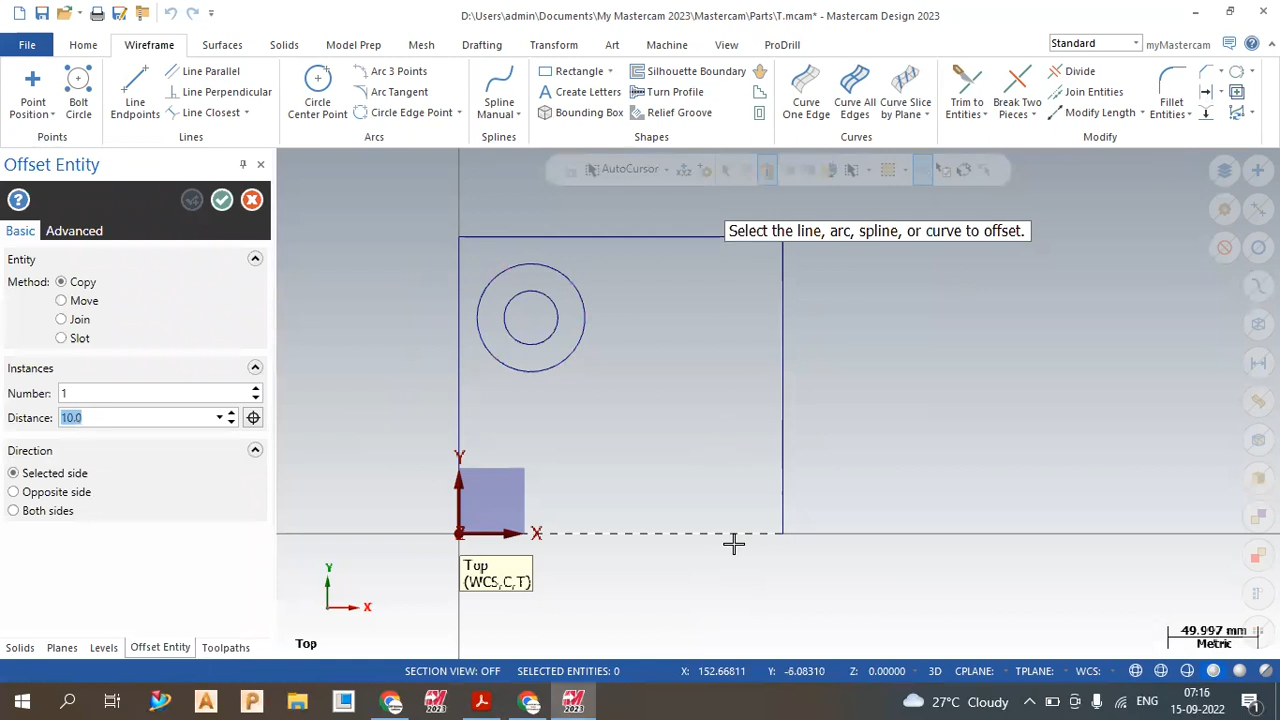 D:\Users\admin\Documents\My Mastercam 2023\Mastercam\Parts\T.mcam* - Mastercam Design 2023
File Home Wireframe Surfaces Solids Model Prep Mesh Drafting Transform Art Machine View ProDrill Standard myMastercam
Line Parallel Arc 3 Points Rectangle Silhouette Boundary Divide
Line Perpendicular Arc Tangent Create Letters Turn Profile Join Entities
Line Closest Circle Edge Point Bounding Box Relief Groove Modify Length
Point Position Bolt Circle Line Endpoints Circle Center Point Spline Manual Curve One Edge Curve All Edges Curve Slice by Plane Trim to Entities Break Two Pieces Fillet Entities
Points Lines Arcs Splines Shapes Curves Modify
Offset Entity
AutoCursor
Basic Advanced
Select the line, arc, spline, or curve to offset.
Entity
Method: Copy
Move
Join
Slot
Instances
Number: 1
Distance: 10.0
Direction
Selected side
Opposite side
Both sides
Y
Z
X
Top
(WCS,C,T)
Y
X
Top
49.997 mm
Metric
Solids Planes Levels Offset Entity Toolpaths
SECTION VIEW: OFF SELECTED ENTITIES: 0 X: 152.66811 Y: -6.08310 Z: 0.00000 3D CPLANE: TPLANE: WCS:
2021 2023 2023 27°C Cloudy ENG 07:16
15-09-2022
1